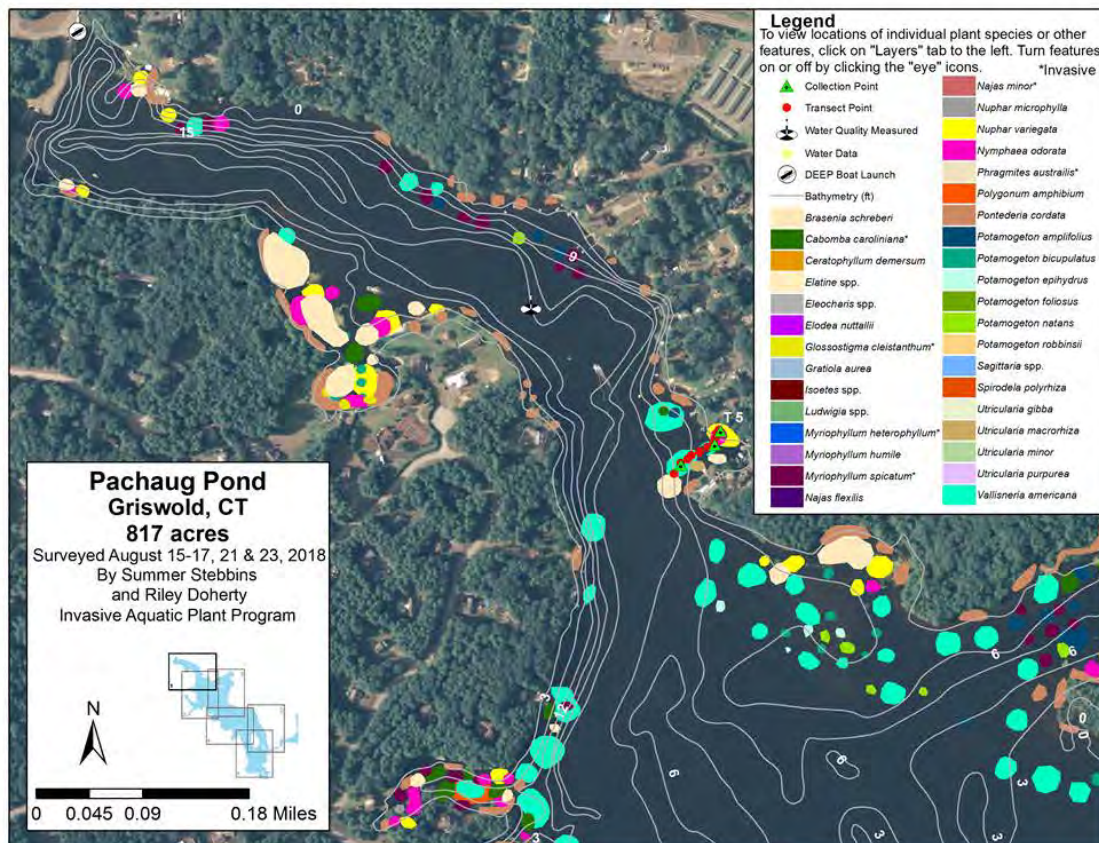 Legend
To view locations of individual plant species or other
features, click on "Layers" tab to the left. Turn features
on or off by clicking the "eye" icons.
*Invasive
Collection Point
Transect Point
Water Quality Measured
Water Data
DEEP Boat Launch
Bathymetry (ft)
Brasenia schreberi
Cabomba caroliniana*
Ceratophyllum demersum
Elatine spp.
Eleocharis spp.
Elodea nuttallii
Glossostigma cleistanthum*
Gratiola aurea
Isoetes spp.
Ludwigia spp.
Myriophyllum heterophyllum*
Myriophyllum humile
Myriophyllum spicatum*
Najas flexilis
Najas minor*
Nuphar microphylla
Nuphar variegata
Nymphaea odorata
Phragmites austrailis*
Polygonum amphibium
Pontederia cordata
Potamogeton amplifolius
Potamogeton bicupulatus
Potamogeton epihydrus
Potamogeton foliosus
Potamogeton natans
Potamogeton robbinsii
Sagittaria spp.
Spirodela polyrhiza
Utricularia gibba
Utricularia macrorhiza
Utricularia minor
Utricularia purpurea
Vallisneria americana
0
15
9
T 5
Pachaug Pond
Griswold, CT
817 acres
Surveyed August 15-17, 21 & 23, 2018
By Summer Stebbins
and Riley Doherty
Invasive Aquatic Plant Program
N
0 0.045 0.09 0.18 Miles
3
12
3
6
6
3
6
6
3
0
0